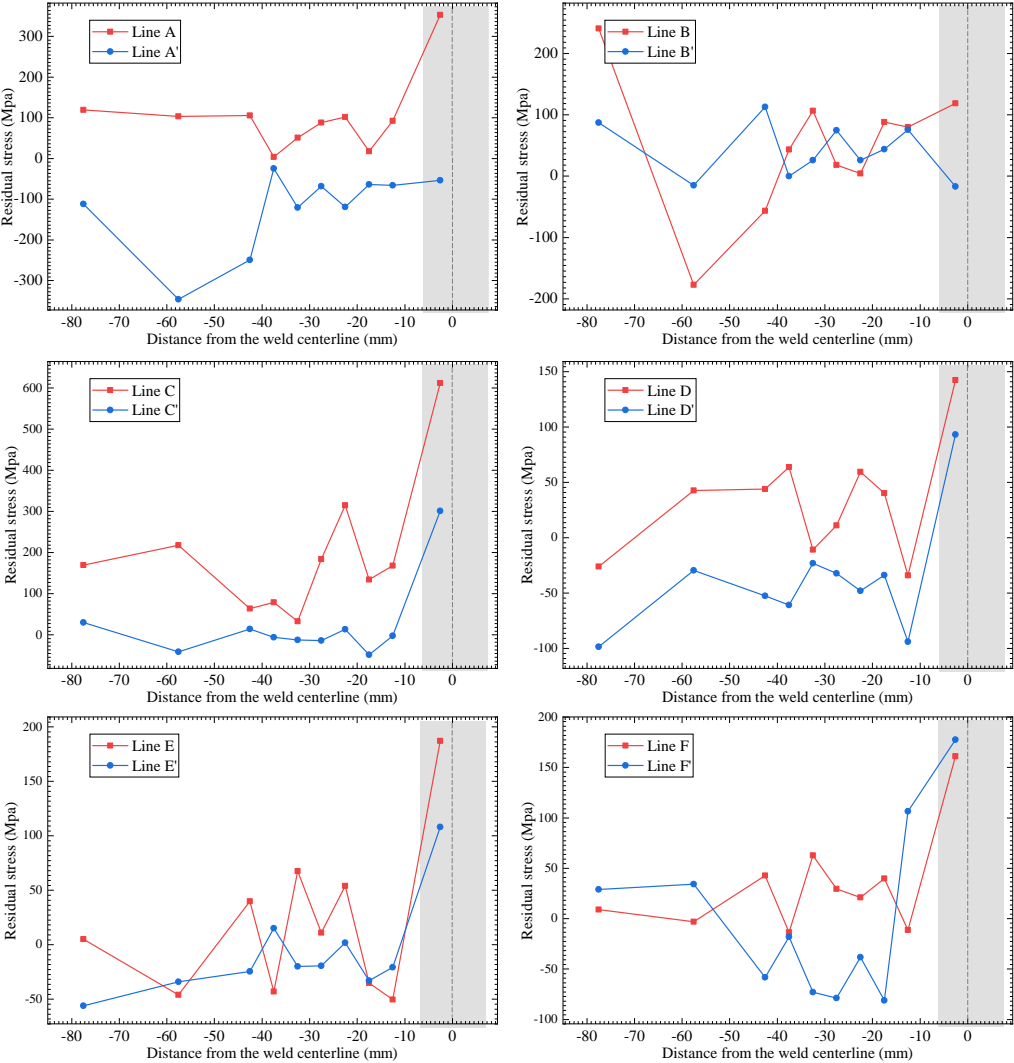 Line A
Line A'
300
200
100
0
-100
-200
-300
Residual stress (Mpa)
-80 -70 -60 -50 -40 -30 -20 -10 0
Distance from the weld centerline (mm)
Line B
Line B'
200
100
0
-100
-200
Residual stress (Mpa)
-80 -70 -60 -50 -40 -30 -20 -10 0
Distance from the weld centerline (mm)
Line C
Line C'
600
500
400
300
200
100
0
Residual stress (Mpa)
-80 -70 -60 -50 -40 -30 -20 -10 0
Distance from the weld centerline (mm)
Line D
Line D'
150
100
50
0
-50
-100
Residual stress (Mpa)
-80 -70 -60 -50 -40 -30 -20 -10 0
Distance from the weld centerline (mm)
Line E
Line E'
200
150
100
50
0
-50
Residual stress (Mpa)
-80 -70 -60 -50 -40 -30 -20 -10 0
Distance from the weld centerline (mm)
Line F
Line F'
200
150
100
50
0
-50
-100
Residual stress (Mpa)
-80 -70 -60 -50 -40 -30 -20 -10 0
Distance from the weld centerline (mm)